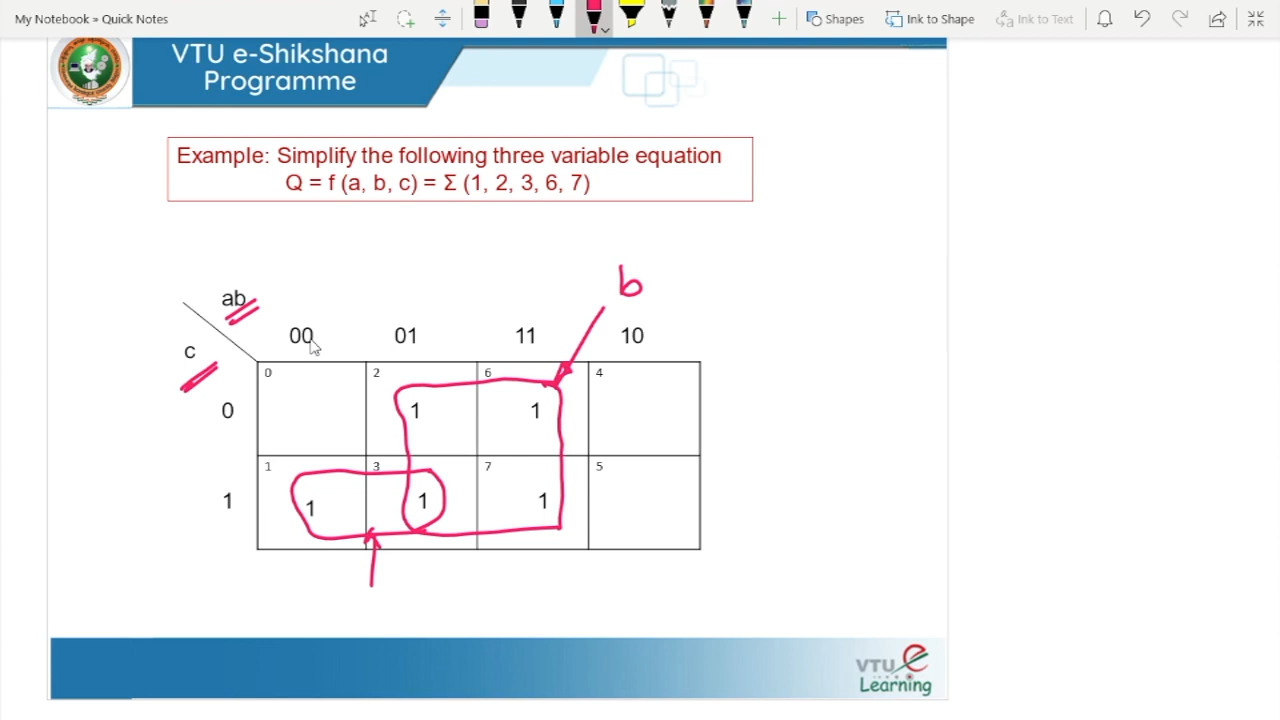 My Notebook » Quick Notes
Shapes
Ink to Shape
Ink to Text
VTU e-Shikshana
Programme
Example: Simplify the following three variable equation
Q = f (a, b, c) = Σ (1, 2, 3, 6, 7)
b
ab
c
00 01 11 10
0 2 6 4
0 1 1
1 3 7 5
1 1 1 1
VTU e
Learning